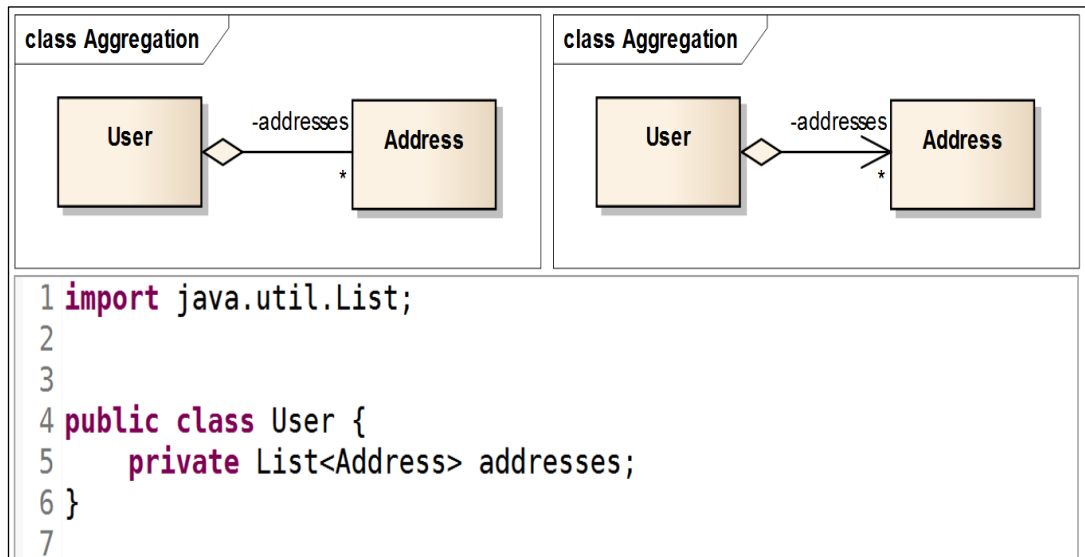 class Aggregation
User
-addresses
*
Address
class Aggregation
User
-addresses
*
Address
1 import java.util.List;
2
3
4 public class User {
5     private List<Address> addresses;
6 }
7